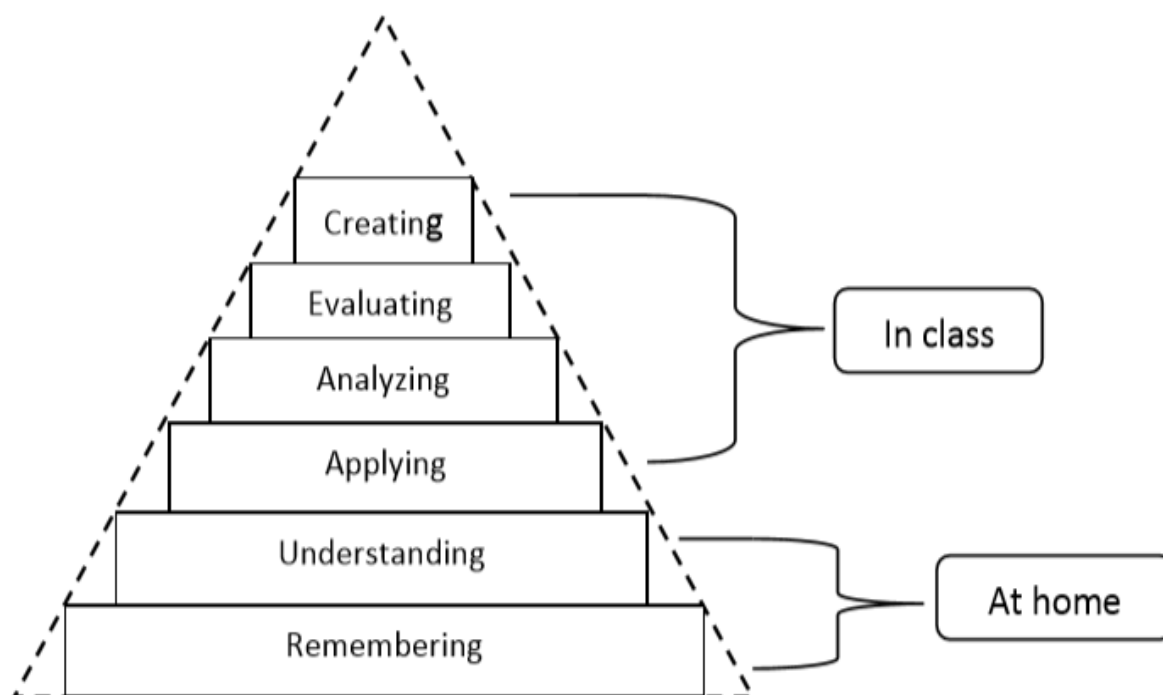 Creating
Evaluating
Analyzing
In class
Applying
Understanding
At home
Remembering